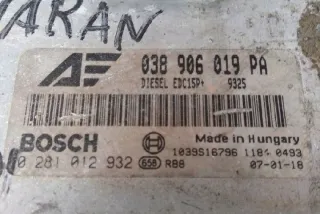 ARAN
038 906 019 PA
DIESEL EDC15P+ 9325
BOSCH
Made in Hungary
1039S16796 1184 0493
0 281 012 932 658 R88 07-01-18